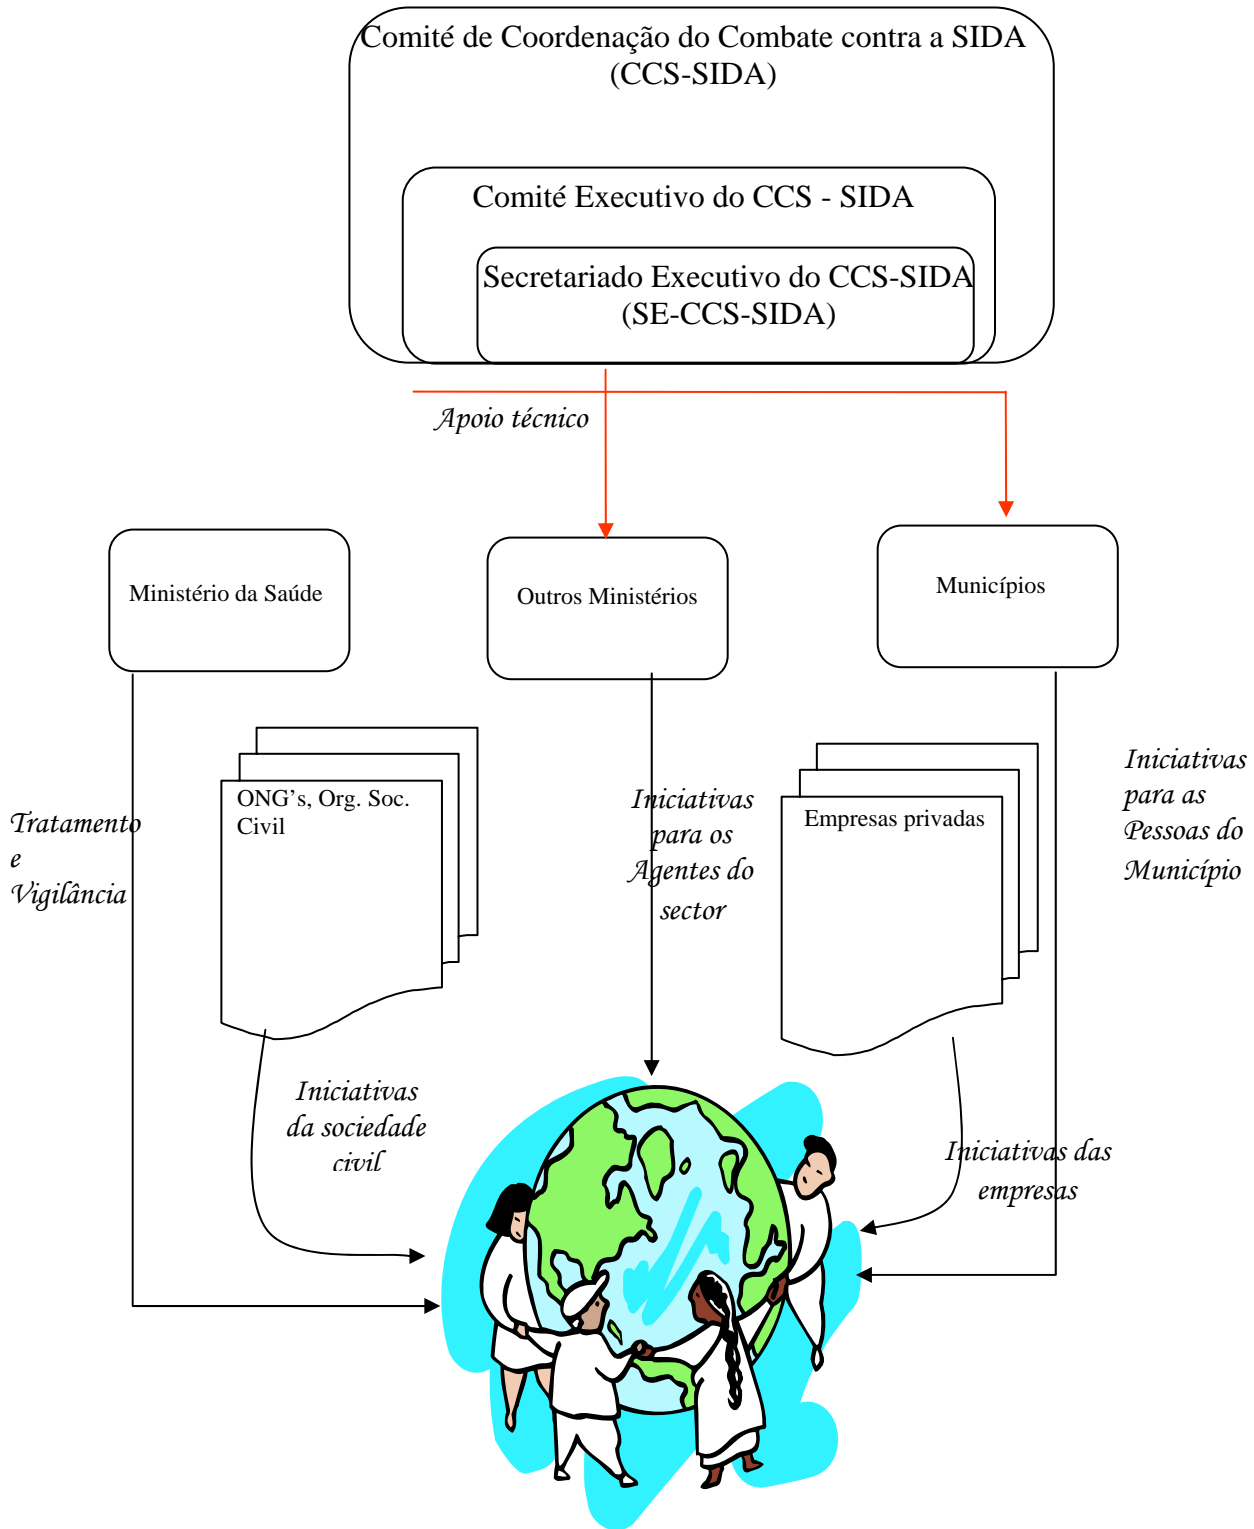 Comité de Coordenação do Combate contra a SIDA
(CCS-SIDA)
Comité Executivo do CCS - SIDA
Secretariado Executivo do CCS-SIDA
(SE-CCS-SIDA)
Apoio técnico
Ministério da Saúde
Outros Ministérios
Municípios
ONG's, Org. Soc.
Civil
Tratamento
e
Vigilância
Iniciativas
para os
Agentes do
sector
Empresas privadas
Iniciativas
para as
Pessoas do
Município
Iniciativas
da sociedade
civil
Iniciativas das
empresas